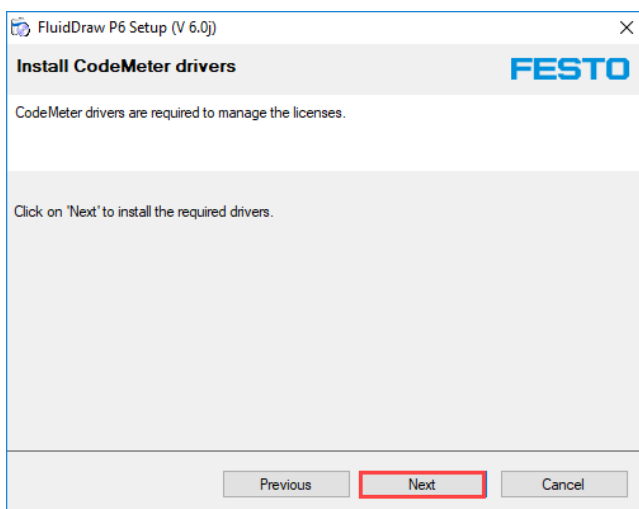 FluidDraw P6 Setup (V 6.0j)
Install CodeMeter drivers
FESTO
CodeMeter drivers are required to manage the licenses.
Click on 'Next' to install the required drivers.
Previous
Next
Cancel